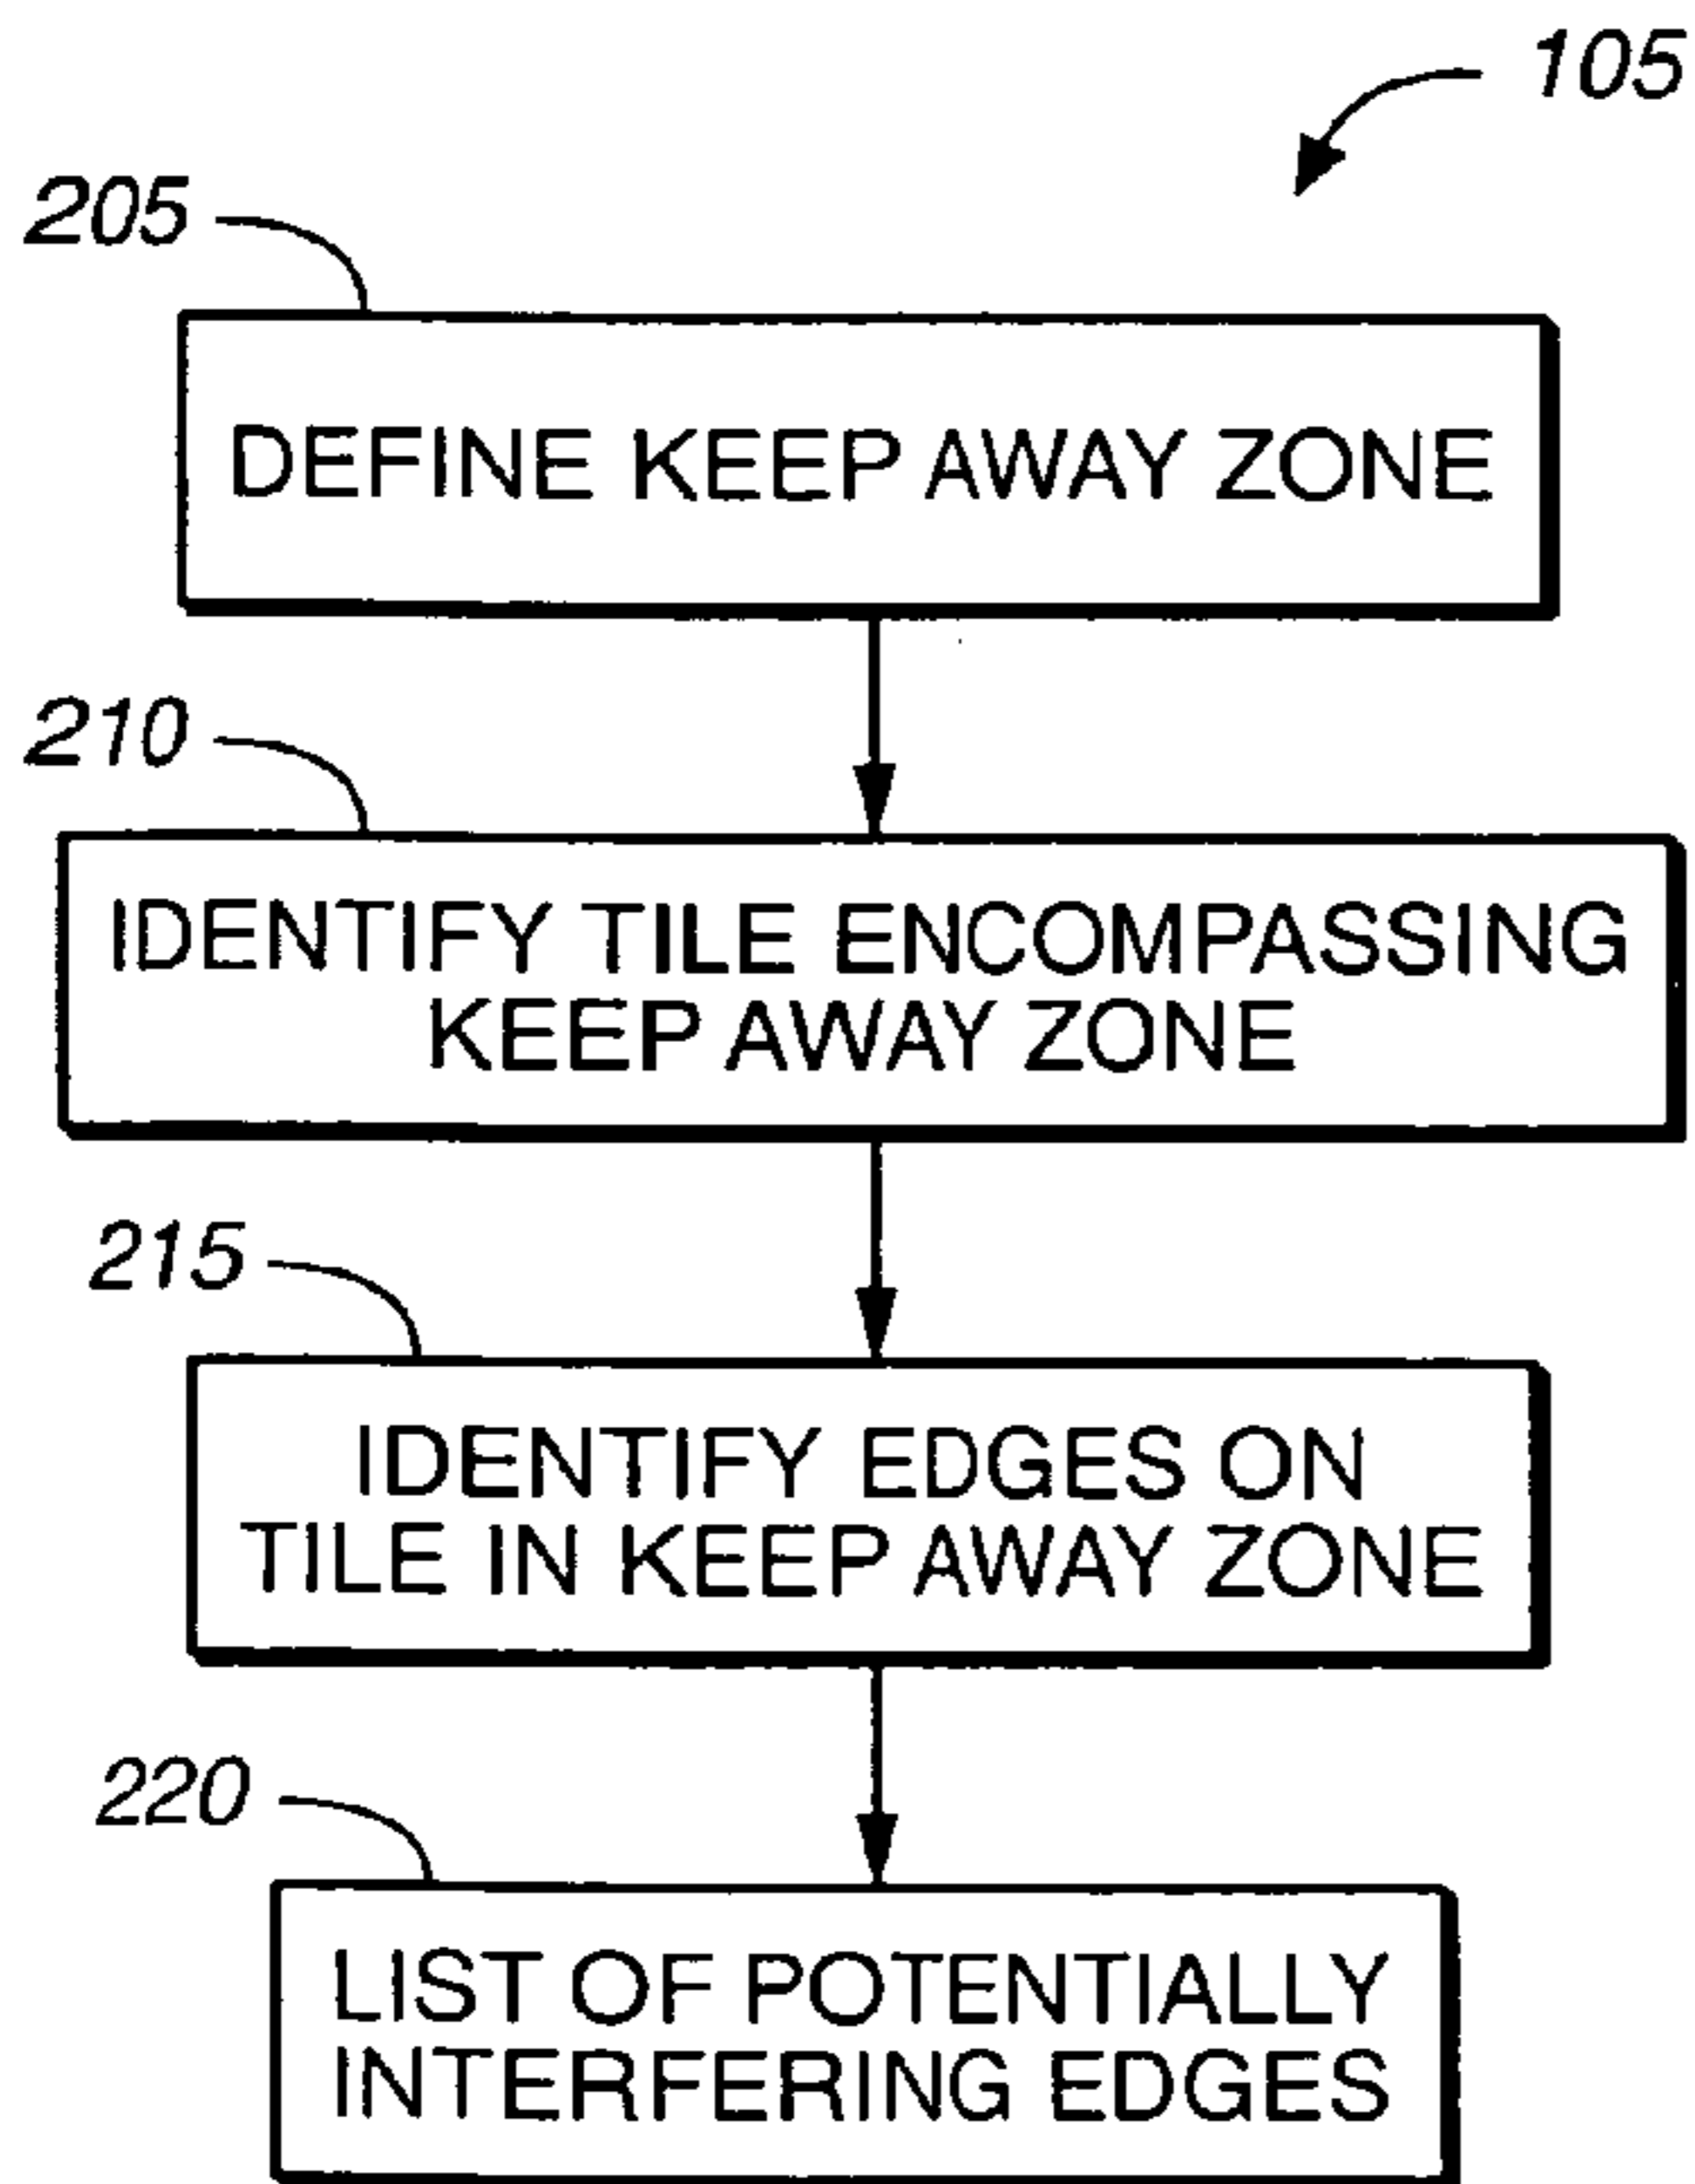 105
205
DEFINE KEEP AWAY ZONE
210
IDENTIFY TILE ENCOMPASSING
KEEP AWAY ZONE
215
IDENTIFY EDGES ON
TILE IN KEEP AWAY ZONE
220
LIST OF POTENTIALLY
INTERFERING EDGES